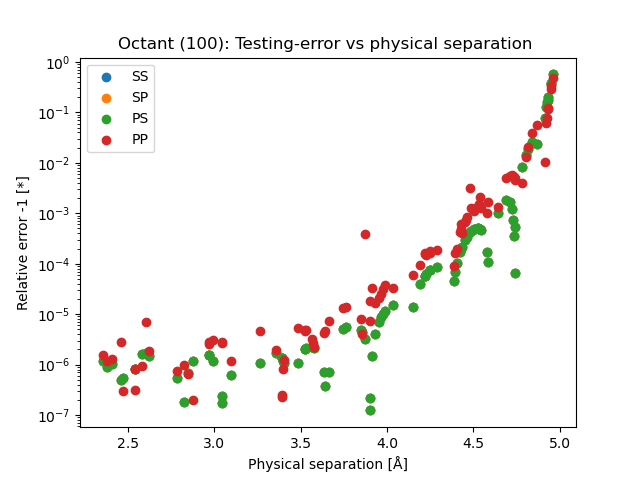 Octant (100): Testing-error vs physical separation
SS
SP
PS
PP
Relative error -1 [*]
10⁰
10⁻¹
10⁻²
10⁻³
10⁻⁴
10⁻⁵
10⁻⁶
10⁻⁷
2.5 3.0 3.5 4.0 4.5 5.0
Physical separation [Å]